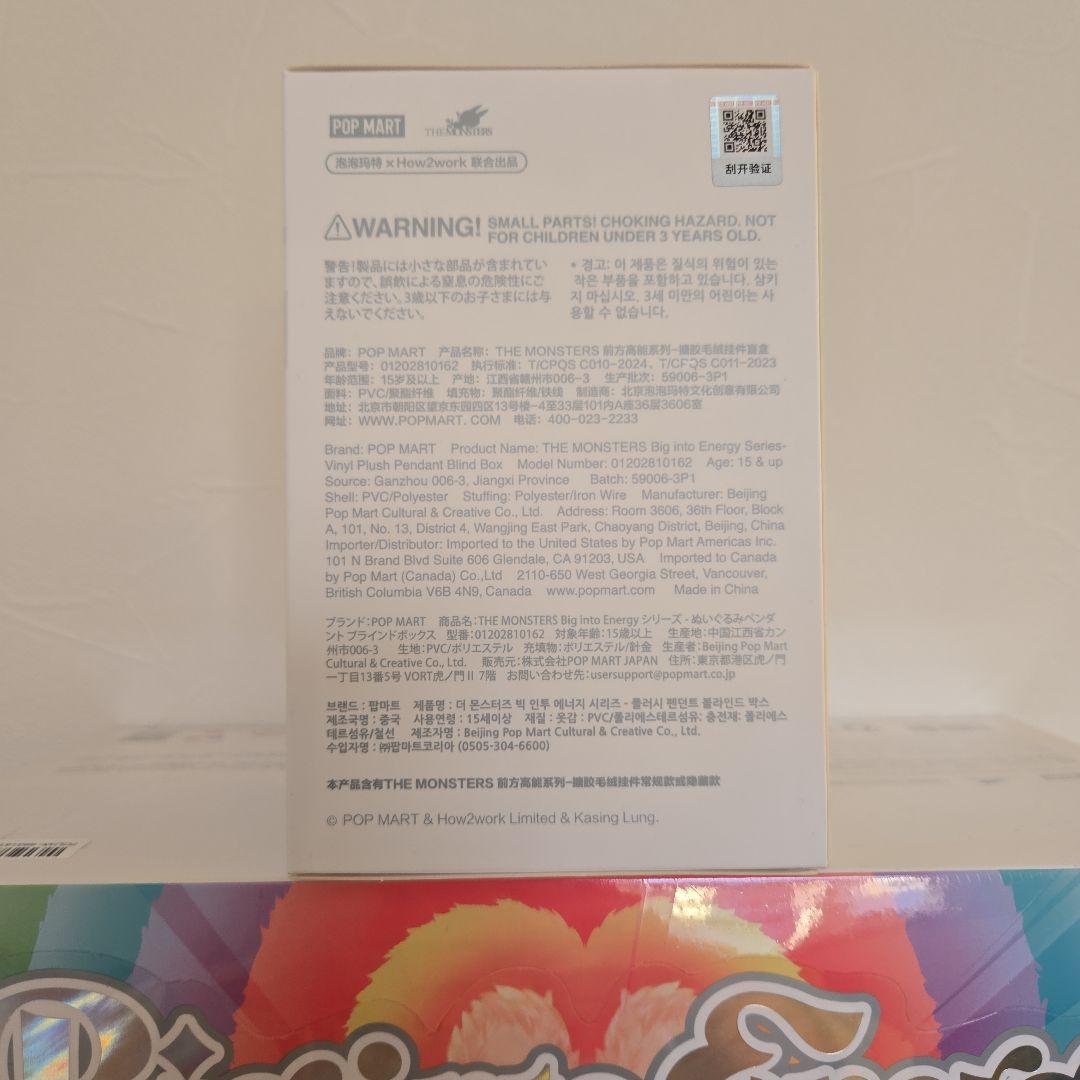 POP MART
THE MONSTERS
泡泡玛特 × How2work 联合出品
刮开验证
WARNING! SMALL PARTS! CHOKING HAZARD. NOT
FOR CHILDREN UNDER 3 YEARS OLD.
警告!製品には小さな部品が含まれてい
ますので、誤飲による窒息の危険性にご
注意ください。3歳以下のお子さまには与
えないでください。
• 경고: 이 제품은 질식의 위험이 있는
작은 부품을 포함하고 있습니다. 삼키
지 마십시오. 3세 미만의 어린이는 사
용할 수 없습니다.
品牌：POP MART 产品名称：THE MONSTERS 前方高能系列-搪胶毛绒挂件盲盒
产品型号：01202810162 执行标准：T/CPQS C010-2024、T/CPQS C011-2023
年龄范围：15岁及以上 产地：江西省赣州市006-3 生产批次：59006-3P1
面料：PVC/聚酯纤维 填充物：聚酯纤维/铁线 制造商：北京泡泡玛特文化创意有限公司
地址：北京市朝阳区望京东园四区13号楼-4至33层101内A座36层3606室
网址：WWW.POPMART. COM 电话：400-023-2233
Brand: POP MART Product Name: THE MONSTERS Big into Energy Series-
Vinyl Plush Pendant Blind Box Model Number: 01202810162 Age: 15 & up
Source: Ganzhou 006-3, Jiangxi Province Batch: 59006-3P1
Shell: PVC/Polyester Stuffing: Polyester/Iron Wire Manufacturer: Beijing
Pop Mart Cultural & Creative Co., Ltd. Address: Room 3606, 36th Floor, Block
A, 101, No. 13, District 4, Wangjing East Park, Chaoyang District, Beijing, China
Importer/Distributor: Imported to the United States by Pop Mart Americas Inc.
101 N Brand Blvd Suite 606 Glendale, CA 91203, USA Imported to Canada
by Pop Mart (Canada) Co.,Ltd 2110-650 West Georgia Street, Vancouver,
British Columbia V6B 4N9, Canada www.popmart.com Made in China
ブランド：POP MART 商品名：THE MONSTERS Big into Energy シリーズ - ぬいぐるみペンダ
ント ブラインドボックス 型番：01202810162 対象年齢：15歳以上 生産地：中国江西省カン
州市006-3 生地：PVC/ポリエステル 充填物：ポリエステル/針金 生産者：Beijing Pop Mart
Cultural & Creative Co., Ltd. 販売元：株式会社POP MART JAPAN 住所：東京都港区虎ノ門
一丁目13番5号 VORT虎ノ門 II 7階 お問い合わせ先：usersupport@popmart.co.jp
브랜드 : 팝마트 제품명 : 더 몬스터즈 빅 인투 에너지 시리즈 - 플러시 펜던트 블라인드 박스
제조국명 : 중국 사용연령 : 15세이상 재질 : 옷감 : PVC/폴리에스테르섬유: 충전재: 폴리에스
테르섬유/철선 제조자명 : Beijing Pop Mart Cultural & Creative Co., Ltd.
수입자명 : ㈜팝마트코리아 (0505-304-6600)
本产品含有THE MONSTERS 前方高能系列-搪胶毛绒挂件常规款或隐藏款
© POP MART & How2work Limited & Kasing Lung.